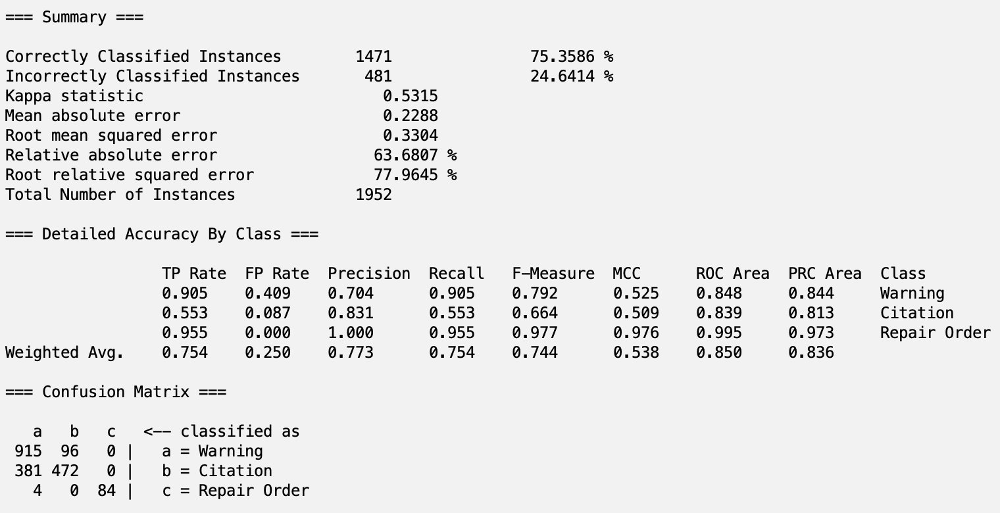 === Summary ===
Correctly Classified Instances 1471 75.3586 %
Incorrectly Classified Instances 481 24.6414 %
Kappa statistic 0.5315
Mean absolute error 0.2288
Root mean squared error 0.3304
Relative absolute error 63.6807 %
Root relative squared error 77.9645 %
Total Number of Instances 1952
=== Detailed Accuracy By Class ===
TP Rate FP Rate Precision Recall F-Measure MCC ROC Area PRC Area Class
0.905 0.409 0.704 0.905 0.792 0.525 0.848 0.844 Warning
0.553 0.087 0.831 0.553 0.664 0.509 0.839 0.813 Citation
0.955 0.000 1.000 0.955 0.977 0.976 0.995 0.973 Repair Order
Weighted Avg. 0.754 0.250 0.773 0.754 0.744 0.538 0.850 0.836
=== Confusion Matrix ===
a b c <-- classified as
915 96 0 | a = Warning
381 472 0 | b = Citation
4 0 84 | c = Repair Order